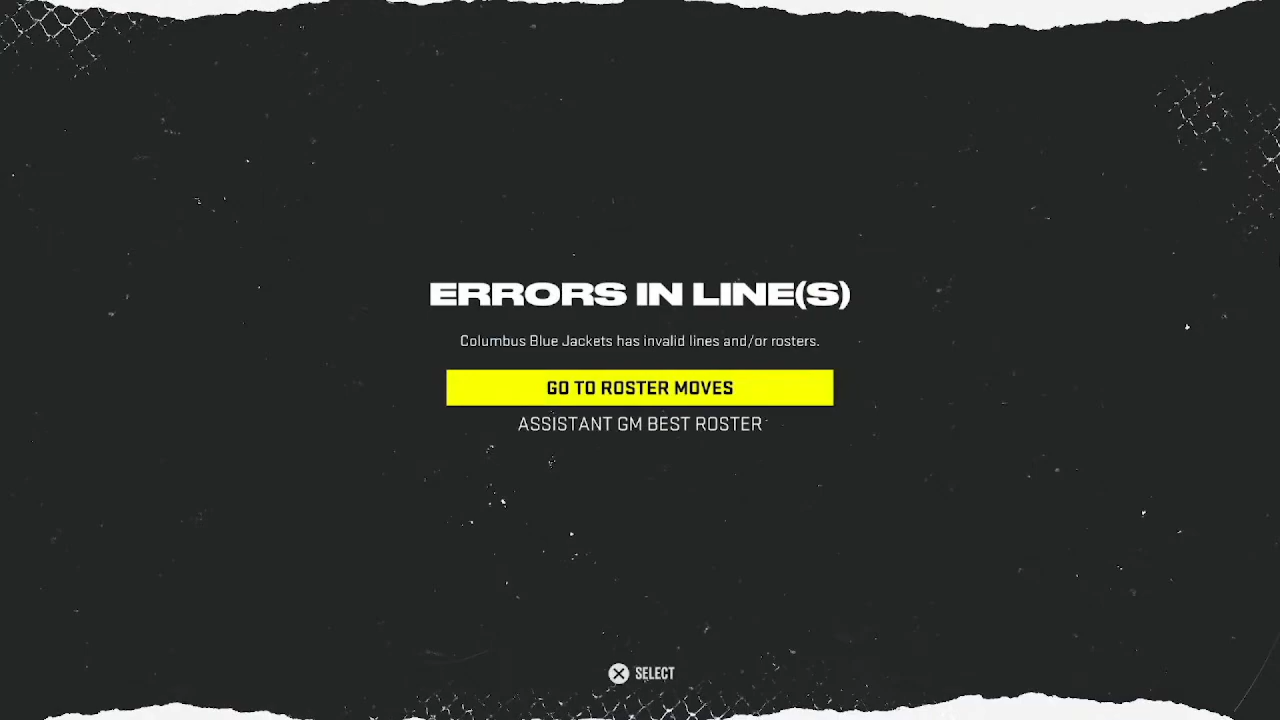 ERRORS IN LINE(S)
Columbus Blue Jackets has invalid lines and/or rosters.
GO TO ROSTER MOVES
ASSISTANT GM BEST ROSTER
SELECT